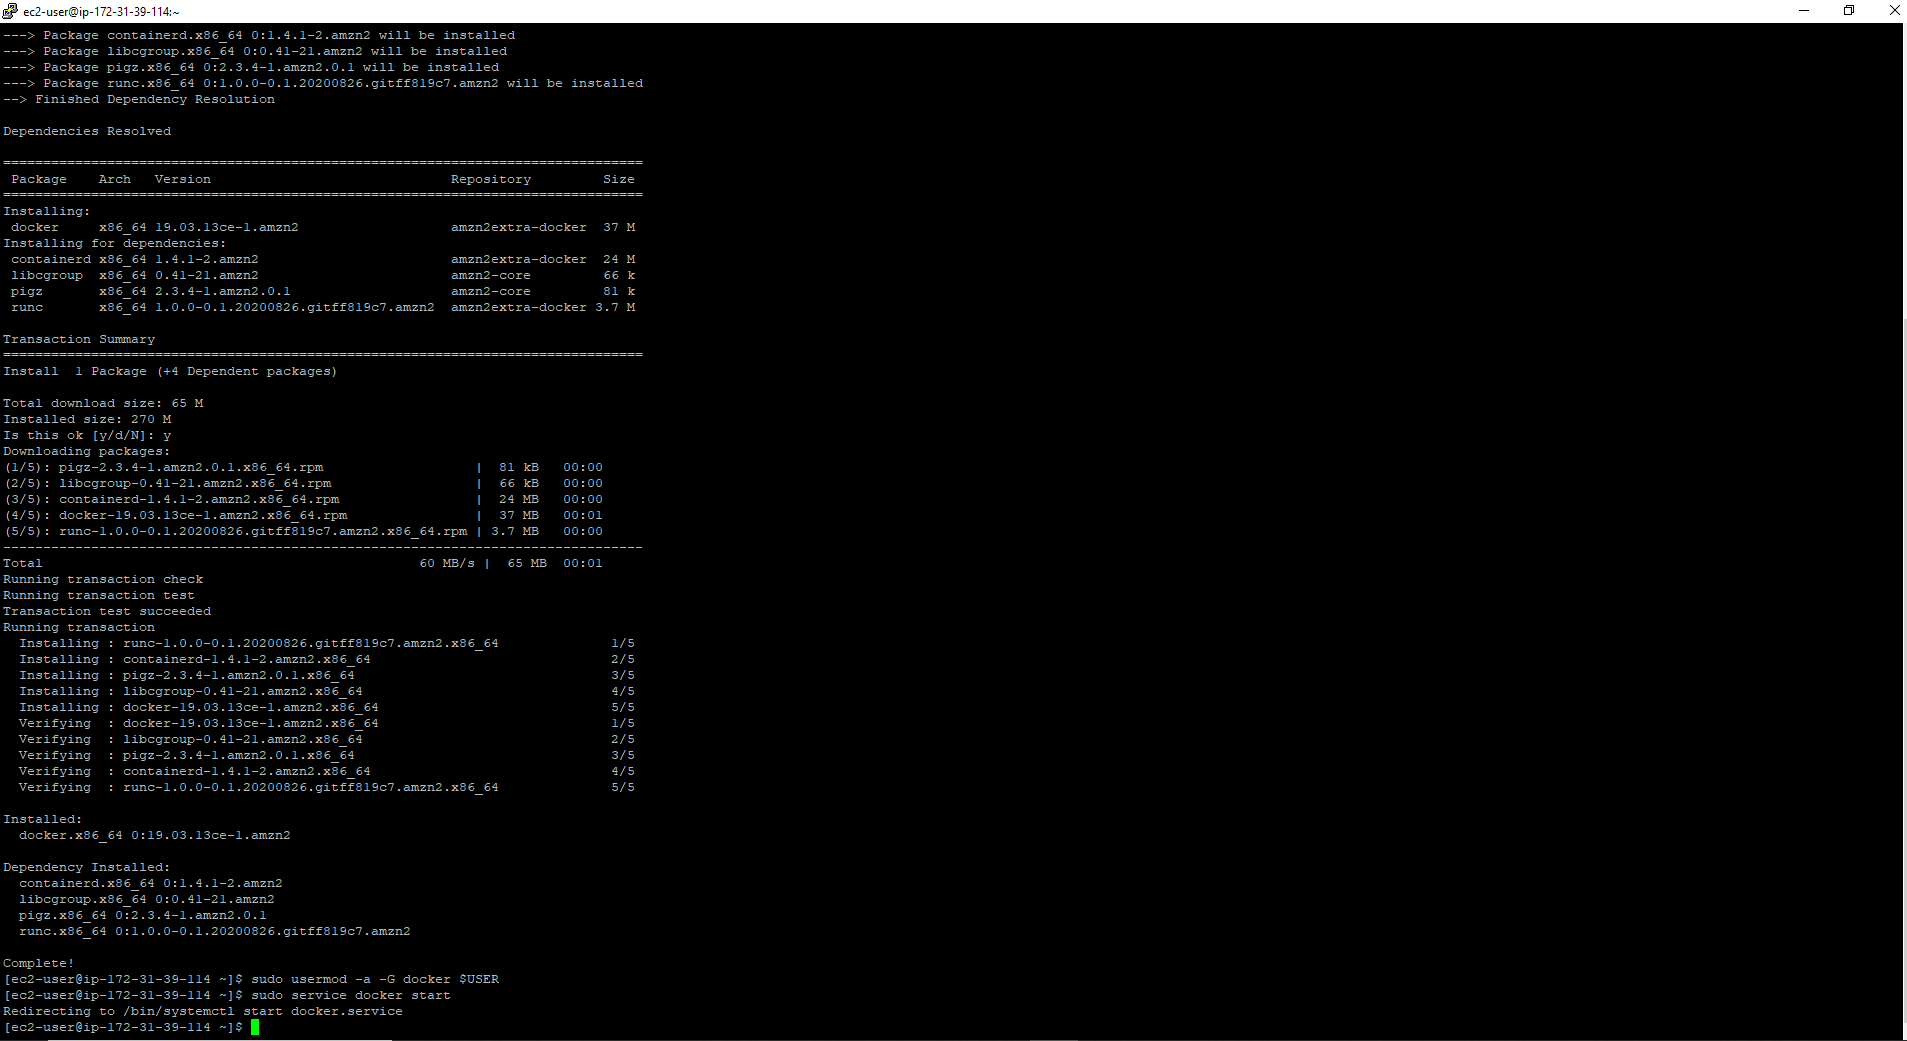 ec2-user@ip-172-31-39-114:~
---> Package containerd.x86_64 0:1.4.1-2.amzn2 will be installed
---> Package libcgroup.x86_64 0:0.41-21.amzn2 will be installed
---> Package pigz.x86_64 0:2.3.4-1.amzn2.0.1 will be installed
---> Package runc.x86_64 0:1.0.0-0.1.20200826.gitff819c7.amzn2 will be installed
--> Finished Dependency Resolution
Dependencies Resolved
================================================================================
Package Arch Version Repository Size
================================================================================
Installing:
docker x86_64 19.03.13ce-1.amzn2 amzn2extra-docker 37 M
Installing for dependencies:
containerd x86_64 1.4.1-2.amzn2 amzn2extra-docker 24 M
libcgroup x86_64 0.41-21.amzn2 amzn2-core 66 k
pigz x86_64 2.3.4-1.amzn2.0.1 amzn2-core 81 k
runc x86_64 1.0.0-0.1.20200826.gitff819c7.amzn2 amzn2extra-docker 3.7 M
Transaction Summary
================================================================================
Install 1 Package (+4 Dependent packages)
Total download size: 65 M
Installed size: 270 M
Is this ok [y/d/N]: y
Downloading packages:
(1/5): pigz-2.3.4-1.amzn2.0.1.x86_64.rpm | 81 kB 00:00
(2/5): libcgroup-0.41-21.amzn2.x86_64.rpm | 66 kB 00:00
(3/5): containerd-1.4.1-2.amzn2.x86_64.rpm | 24 MB 00:00
(4/5): docker-19.03.13ce-1.amzn2.x86_64.rpm | 37 MB 00:01
(5/5): runc-1.0.0-0.1.20200826.gitff819c7.amzn2.x86_64.rpm | 3.7 MB 00:00
--------------------------------------------------------------------------------
Total 60 MB/s | 65 MB 00:01
Running transaction check
Running transaction test
Transaction test succeeded
Running transaction
Installing : runc-1.0.0-0.1.20200826.gitff819c7.amzn2.x86_64 1/5
Installing : containerd-1.4.1-2.amzn2.x86_64 2/5
Installing : pigz-2.3.4-1.amzn2.0.1.x86_64 3/5
Installing : libcgroup-0.41-21.amzn2.x86_64 4/5
Installing : docker-19.03.13ce-1.amzn2.x86_64 5/5
Verifying : docker-19.03.13ce-1.amzn2.x86_64 1/5
Verifying : libcgroup-0.41-21.amzn2.x86_64 2/5
Verifying : pigz-2.3.4-1.amzn2.0.1.x86_64 3/5
Verifying : containerd-1.4.1-2.amzn2.x86_64 4/5
Verifying : runc-1.0.0-0.1.20200826.gitff819c7.amzn2.x86_64 5/5
Installed:
docker.x86_64 0:19.03.13ce-1.amzn2
Dependency Installed:
containerd.x86_64 0:1.4.1-2.amzn2
libcgroup.x86_64 0:0.41-21.amzn2
pigz.x86_64 0:2.3.4-1.amzn2.0.1
runc.x86_64 0:1.0.0-0.1.20200826.gitff819c7.amzn2
Complete!
[ec2-user@ip-172-31-39-114 ~]$ sudo usermod -a -G docker $USER
[ec2-user@ip-172-31-39-114 ~]$ sudo service docker start
Redirecting to /bin/systemctl start docker.service
[ec2-user@ip-172-31-39-114 ~]$